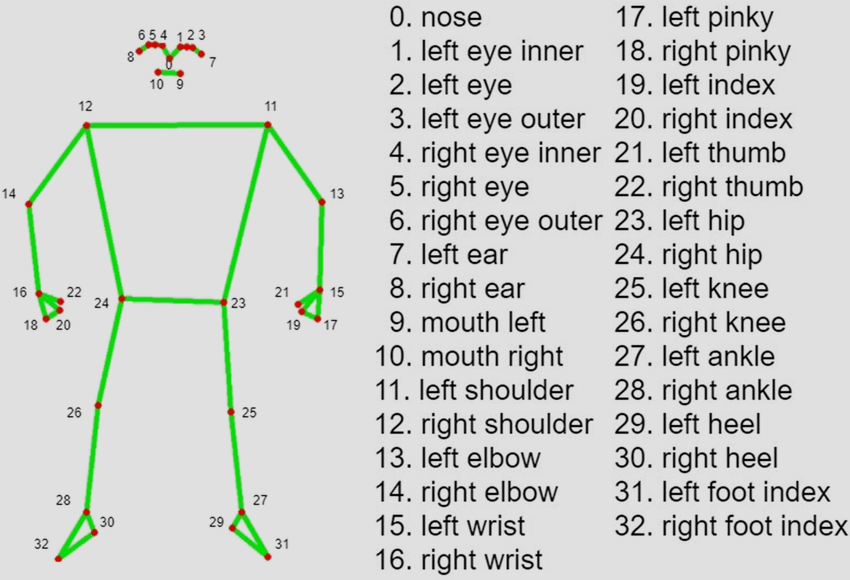 6 5 4 1 2 3
8 0 7
10 9
12 11
14 13
16 22 21 15
24 23
18 20 19 17
26 25
28 27
30 29
32 31
0. nose
1. left eye inner
2. left eye
3. left eye outer
4. right eye inner
5. right eye
6. right eye outer
7. left ear
8. right ear
9. mouth left
10. mouth right
11. left shoulder
12. right shoulder
13. left elbow
14. right elbow
15. left wrist
16. right wrist
17. left pinky
18. right pinky
19. left index
20. right index
21. left thumb
22. right thumb
23. left hip
24. right hip
25. left knee
26. right knee
27. left ankle
28. right ankle
29. left heel
30. right heel
31. left foot index
32. right foot index